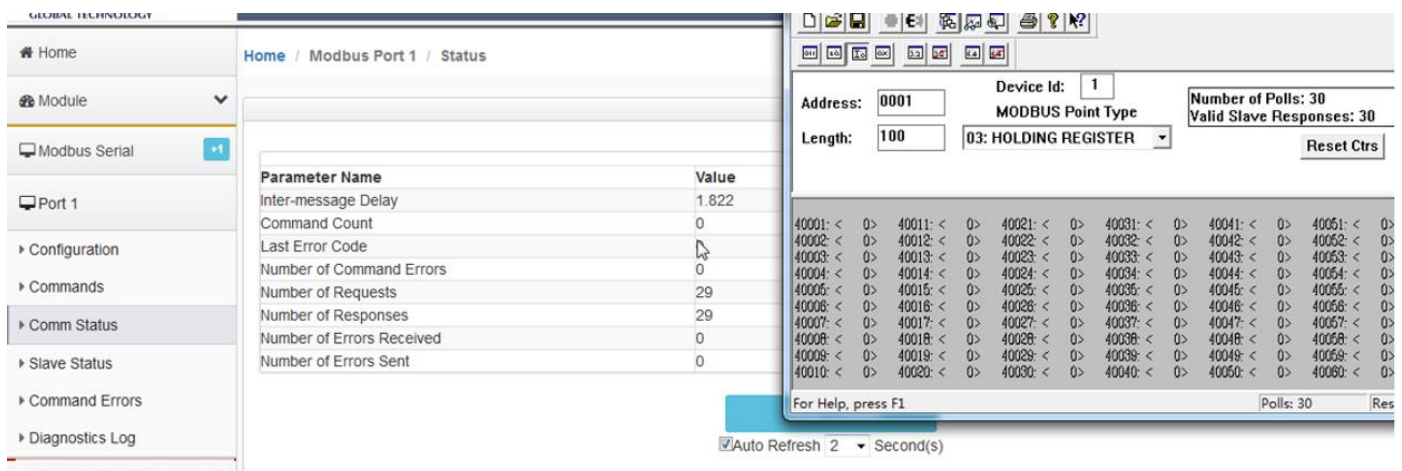 GLOBAL TECHNOLOGY
Home
Module
Modbus Serial
+1
Port 1
Configuration
Commands
Comm Status
Slave Status
Command Errors
Diagnostics Log
Home / Modbus Port 1 / Status
Parameter Name Value
Inter-message Delay 1.822
Command Count 0
Last Error Code
Number of Command Errors 0
Number of Requests 29
Number of Responses 29
Number of Errors Received 0
Number of Errors Sent 0
Auto Refresh 2 Second(s)
Address: 0001
Length: 100
Device Id: 1
MODBUS Point Type
03: HOLDING REGISTER
Number of Polls: 30
Valid Slave Responses: 30
Reset Ctrs
40001: < 0> 40011: < 0> 40021: < 0> 40031: < 0> 40041: < 0> 40051: < 0>
40002: < 0> 40012: < 0> 40022: < 0> 40032: < 0> 40042: < 0> 40052: < 0>
40003: < 0> 40013: < 0> 40023: < 0> 40033: < 0> 40043: < 0> 40053: < 0>
40004: < 0> 40014: < 0> 40024: < 0> 40034: < 0> 40044: < 0> 40054: < 0>
40005: < 0> 40015: < 0> 40025: < 0> 40035: < 0> 40045: < 0> 40055: < 0>
40006: < 0> 40016: < 0> 40026: < 0> 40036: < 0> 40046: < 0> 40056: < 0>
40007: < 0> 40017: < 0> 40027: < 0> 40037: < 0> 40047: < 0> 40057: < 0>
40008: < 0> 40018: < 0> 40028: < 0> 40038: < 0> 40048: < 0> 40058: < 0>
40009: < 0> 40019: < 0> 40029: < 0> 40039: < 0> 40049: < 0> 40059: < 0>
40010: < 0> 40020: < 0> 40030: < 0> 40040: < 0> 40050: < 0> 40060: < 0>
For Help, press F1
Polls: 30
Res